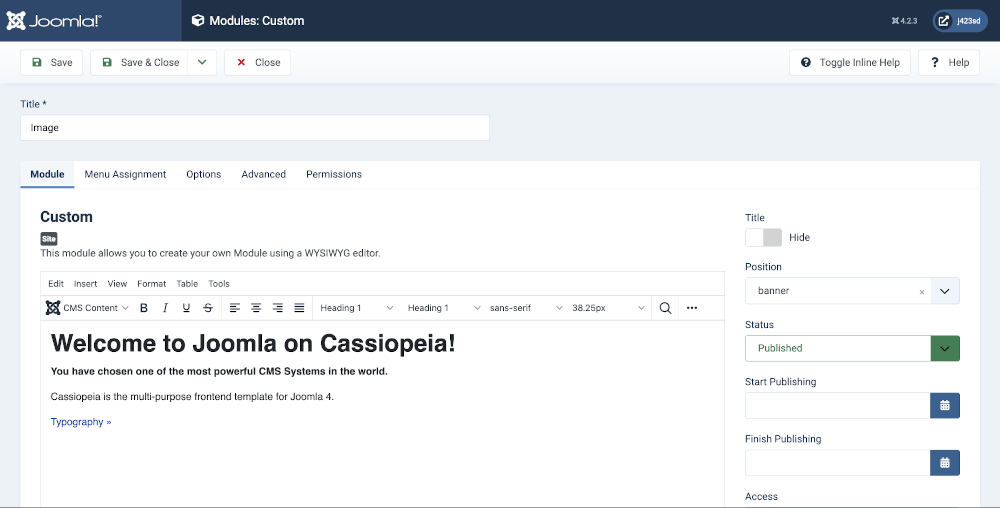 Joomla!® Modules: Custom 4.2.3 j423sd
Save Save & Close Close Toggle Inline Help ? Help
Title *
Image
Module Menu Assignment Options Advanced Permissions
Custom
Site
This module allows you to create your own Module using a WYSIWYG editor.
Edit Insert View Format Table Tools
CMS Content B I U S Heading 1 Heading 1 sans-serif 38.25px
Welcome to Joomla on Cassiopeia!
You have chosen one of the most powerful CMS Systems in the world.
Cassiopeia is the multi-purpose frontend template for Joomla 4.
Typography »
Title
Hide
Position
banner ×
Status
Published
Start Publishing
Finish Publishing
Access